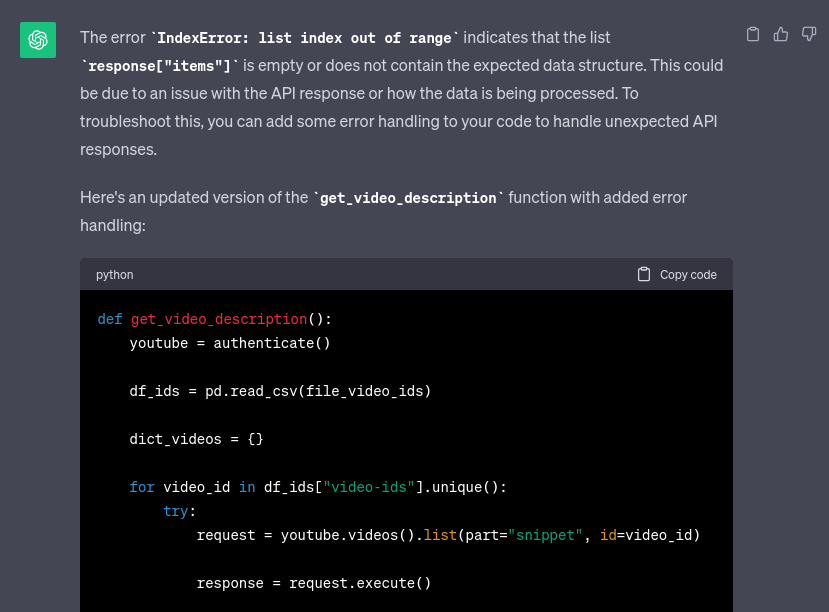 The error `IndexError: list index out of range` indicates that the list
`response["items"]` is empty or does not contain the expected data structure. This could
be due to an issue with the API response or how the data is being processed. To
troubleshoot this, you can add some error handling to your code to handle unexpected API
responses.
Here's an updated version of the `get_video_description` function with added error
handling:
python Copy code
def get_video_description():
    youtube = authenticate()
    df_ids = pd.read_csv(file_video_ids)
    dict_videos = {}
    for video_id in df_ids["video-ids"].unique():
        try:
            request = youtube.videos().list(part="snippet", id=video_id)
            response = request.execute()